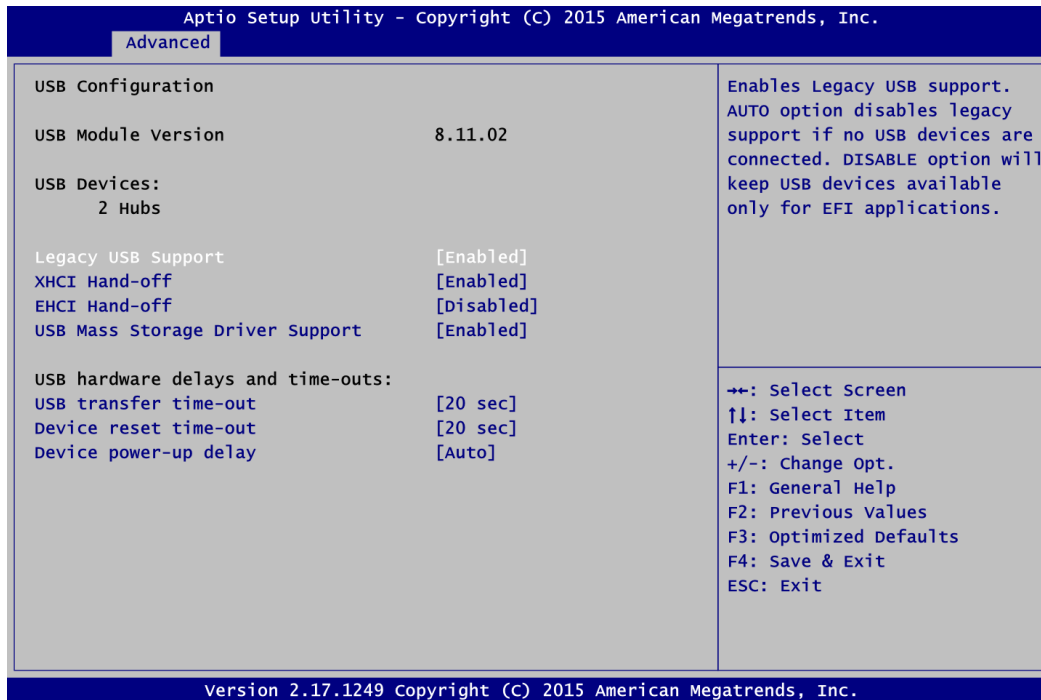 Aptio Setup Utility - Copyright (C) 2015 American Megatrends, Inc.
Advanced
USB Configuration
USB Module Version 8.11.02
USB Devices:
2 Hubs
Legacy USB Support [Enabled]
XHCI Hand-off [Enabled]
EHCI Hand-off [Disabled]
USB Mass Storage Driver Support [Enabled]
USB hardware delays and time-outs:
USB transfer time-out [20 sec]
Device reset time-out [20 sec]
Device power-up delay [Auto]
Enables Legacy USB support.
AUTO option disables legacy
support if no USB devices are
connected. DISABLE option will
keep USB devices available
only for EFI applications.
→←: Select Screen
↑↓: Select Item
Enter: Select
+/-: Change Opt.
F1: General Help
F2: Previous Values
F3: Optimized Defaults
F4: Save & Exit
ESC: Exit
Version 2.17.1249 Copyright (C) 2015 American Megatrends, Inc.